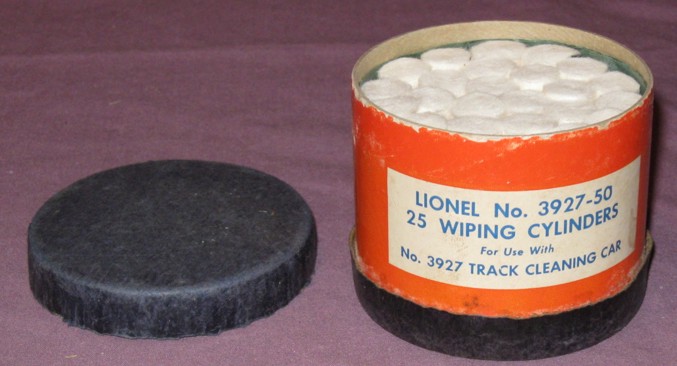 LIONEL No. 3927-50
25 WIPING CYLINDERS
For Use With
No. 3927 TRACK CLEANING CAR